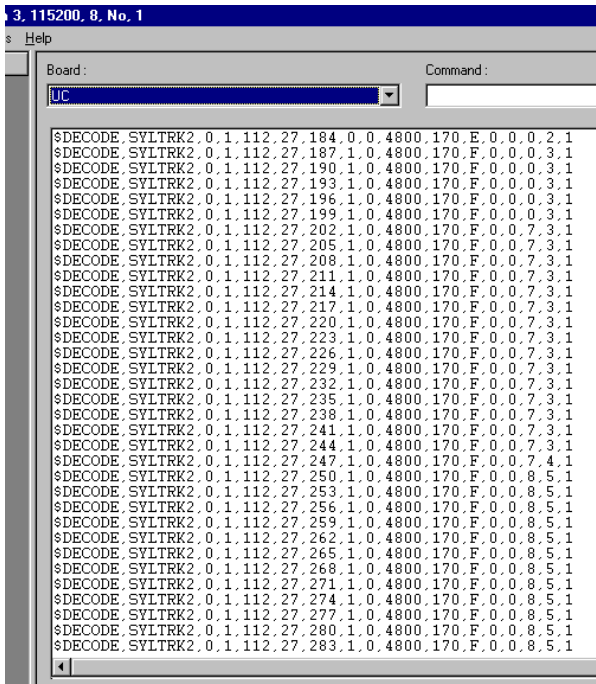 3, 115200, 8, No, 1
s Help
Board :
Command :
UC
$DECODE,SYLTRK2,0,1,112,27,184,0,0,4800,170,E,0,0,0,2,1
$DECODE,SYLTRK2,0,1,112,27,187,1,0,4800,170,F,0,0,0,3,1
$DECODE,SYLTRK2,0,1,112,27,190,1,0,4800,170,F,0,0,0,3,1
$DECODE,SYLTRK2,0,1,112,27,193,1,0,4800,170,F,0,0,0,3,1
$DECODE,SYLTRK2,0,1,112,27,196,1,0,4800,170,F,0,0,0,3,1
$DECODE,SYLTRK2,0,1,112,27,199,1,0,4800,170,F,0,0,0,3,1
$DECODE,SYLTRK2,0,1,112,27,202,1,0,4800,170,F,0,0,7,3,1
$DECODE,SYLTRK2,0,1,112,27,205,1,0,4800,170,F,0,0,7,3,1
$DECODE,SYLTRK2,0,1,112,27,208,1,0,4800,170,F,0,0,7,3,1
$DECODE,SYLTRK2,0,1,112,27,211,1,0,4800,170,F,0,0,7,3,1
$DECODE,SYLTRK2,0,1,112,27,214,1,0,4800,170,F,0,0,7,3,1
$DECODE,SYLTRK2,0,1,112,27,217,1,0,4800,170,F,0,0,7,3,1
$DECODE,SYLTRK2,0,1,112,27,220,1,0,4800,170,F,0,0,7,3,1
$DECODE,SYLTRK2,0,1,112,27,223,1,0,4800,170,F,0,0,7,3,1
$DECODE,SYLTRK2,0,1,112,27,226,1,0,4800,170,F,0,0,7,3,1
$DECODE,SYLTRK2,0,1,112,27,229,1,0,4800,170,F,0,0,7,3,1
$DECODE,SYLTRK2,0,1,112,27,232,1,0,4800,170,F,0,0,7,3,1
$DECODE,SYLTRK2,0,1,112,27,235,1,0,4800,170,F,0,0,7,3,1
$DECODE,SYLTRK2,0,1,112,27,238,1,0,4800,170,F,0,0,7,3,1
$DECODE,SYLTRK2,0,1,112,27,241,1,0,4800,170,F,0,0,7,3,1
$DECODE,SYLTRK2,0,1,112,27,244,1,0,4800,170,F,0,0,7,3,1
$DECODE,SYLTRK2,0,1,112,27,247,1,0,4800,170,F,0,0,7,4,1
$DECODE,SYLTRK2,0,1,112,27,250,1,0,4800,170,F,0,0,8,5,1
$DECODE,SYLTRK2,0,1,112,27,253,1,0,4800,170,F,0,0,8,5,1
$DECODE,SYLTRK2,0,1,112,27,256,1,0,4800,170,F,0,0,8,5,1
$DECODE,SYLTRK2,0,1,112,27,259,1,0,4800,170,F,0,0,8,5,1
$DECODE,SYLTRK2,0,1,112,27,262,1,0,4800,170,F,0,0,8,5,1
$DECODE,SYLTRK2,0,1,112,27,265,1,0,4800,170,F,0,0,8,5,1
$DECODE,SYLTRK2,0,1,112,27,268,1,0,4800,170,F,0,0,8,5,1
$DECODE,SYLTRK2,0,1,112,27,271,1,0,4800,170,F,0,0,8,5,1
$DECODE,SYLTRK2,0,1,112,27,274,1,0,4800,170,F,0,0,8,5,1
$DECODE,SYLTRK2,0,1,112,27,277,1,0,4800,170,F,0,0,8,5,1
$DECODE,SYLTRK2,0,1,112,27,280,1,0,4800,170,F,0,0,8,5,1
$DECODE,SYLTRK2,0,1,112,27,283,1,0,4800,170,F,0,0,8,5,1